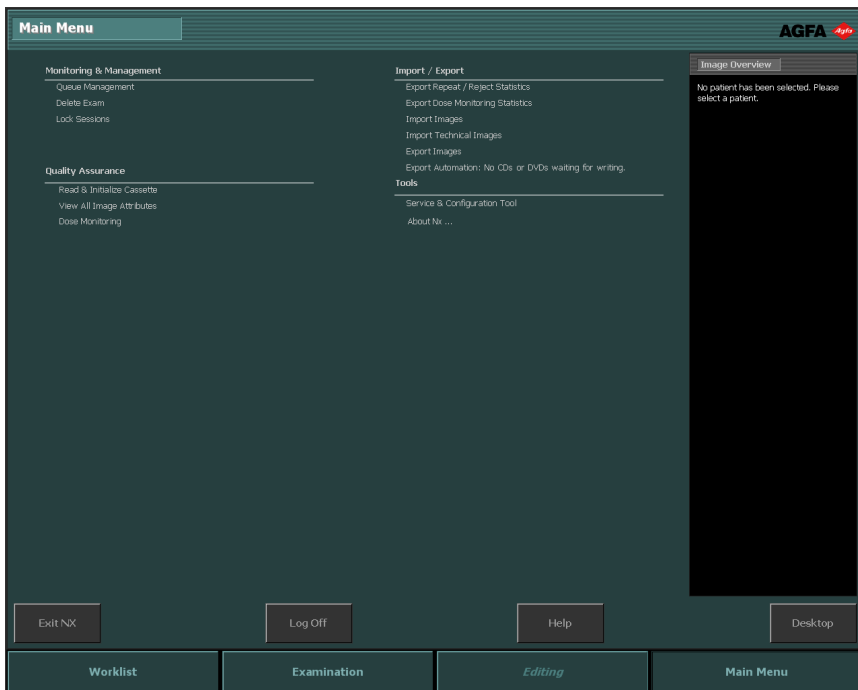 Main Menu
AGFA
Agfa
Monitoring & Management
Queue Management
Delete Exam
Lock Sessions
Quality Assurance
Read & Initialize Cassette
View All Image Attributes
Dose Monitoring
Import / Export
Export Repeat / Reject Statistics
Export Dose Monitoring Statistics
Import Images
Import Technical Images
Export Images
Export Automation: No CDs or DVDs waiting for writing.
Tools
Service & Configuration Tool
About Nx ...
Image Overview
No patient has been selected. Please
select a patient.
Exit NX
Log Off
Help
Desktop
Worklist
Examination
Editing
Main Menu